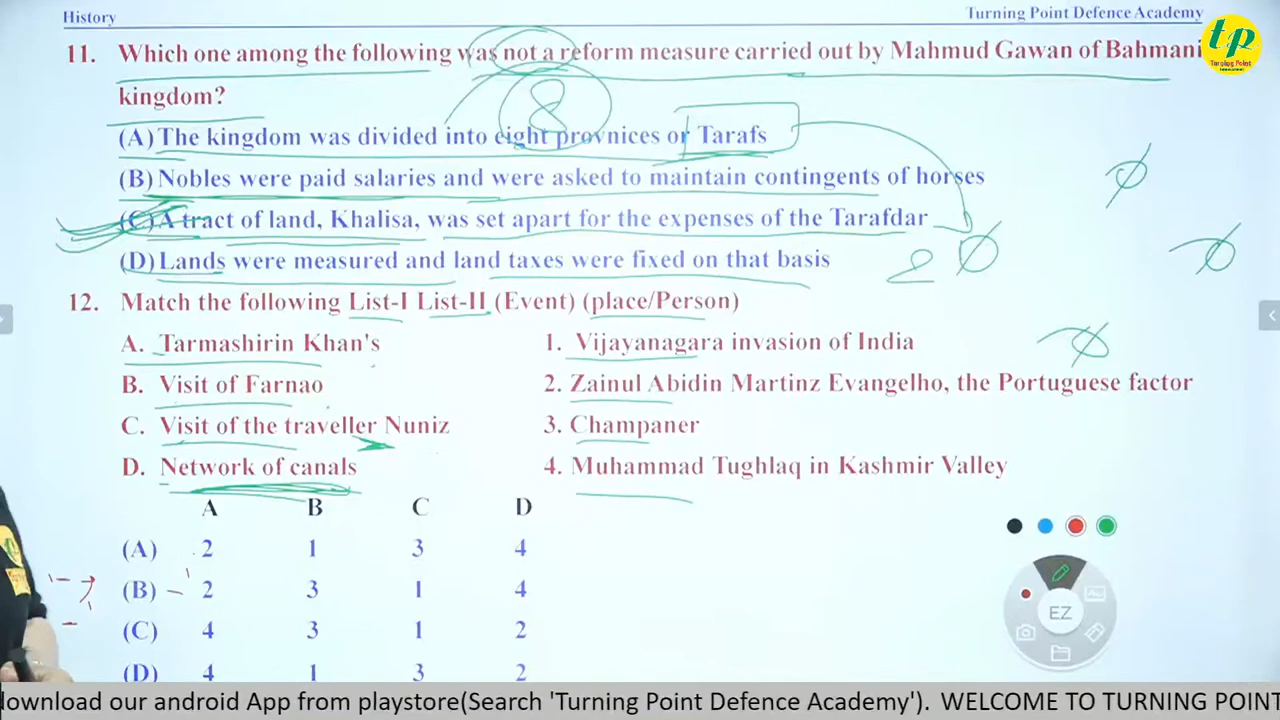 History
Turning Point Defence Academy
tp
Turning Point
11. Which one among the following was not a reform measure carried out by Mahmud Gawan of Bahmani
kingdom?
8
(A) The kingdom was divided into eight provnices or Tarafs
(B) Nobles were paid salaries and were asked to maintain contingents of horses
(C) A tract of land, Khalisa, was set apart for the expenses of the Tarafdar
(D) Lands were measured and land taxes were fixed on that basis
12. Match the following List-I List-II (Event) (place/Person)
A. Tarmashirin Khan's 1. Vijayanagara invasion of India
B. Visit of Farnao 2. Zainul Abidin Martinz Evangelho, the Portuguese factor
C. Visit of the traveller Nuniz 3. Champaner
D. Network of canals 4. Muhammad Tughlaq in Kashmir Valley
A B C D
(A) 2 1 3 4
(B) 2 3 1 4
(C) 4 3 1 2
(D) 4 1 3 2
EZ
download our android App from playstore(Search 'Turning Point Defence Academy'). WELCOME TO TURNING POINT